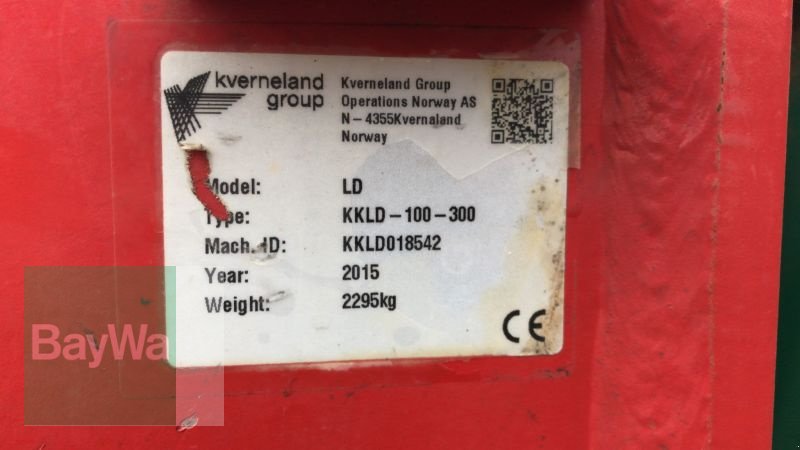 kverneland
group
Kverneland Group
Operations Norway AS
N-4355Kvernaland
Norway
Model: LD
Type: KKLD-100-300
Mach. ID: KKLD018542
Year: 2015
Weight: 2295kg
CE
BayWa